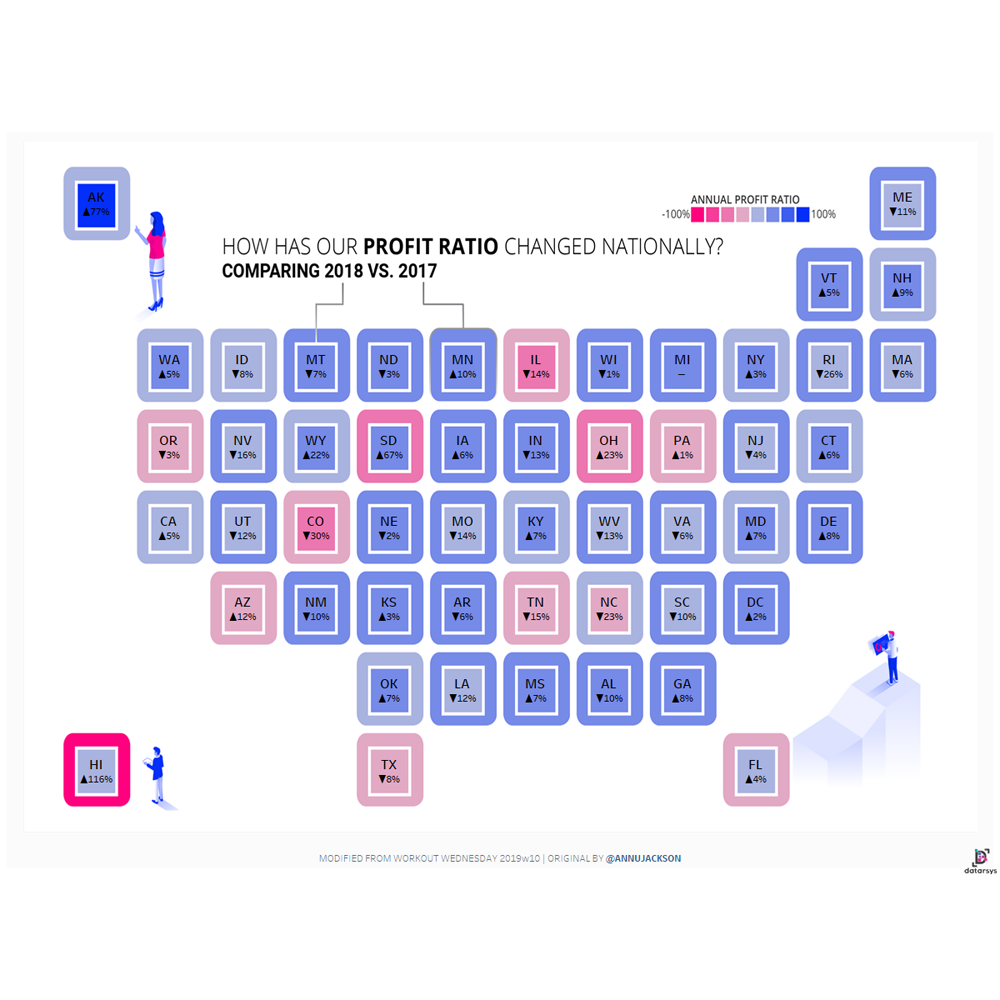 AK
▲77%
ANNUAL PROFIT RATIO
-100% 100%
ME
▼11%
HOW HAS OUR PROFIT RATIO CHANGED NATIONALLY?
COMPARING 2018 VS. 2017
VT NH
▲5% ▲9%
WA ID MT ND MN IL WI MI NY RI MA
▲5% ▼8% ▼7% ▼3% ▲10% ▼14% ▼1% – ▲3% ▼26% ▼6%
OR NV WY SD IA IN OH PA NJ CT
▼3% ▼16% ▲22% ▲67% ▲6% ▼13% ▲23% ▲1% ▼4% ▲6%
CA UT CO NE MO KY WV VA MD DE
▲5% ▼12% ▼30% ▼2% ▼14% ▲7% ▼13% ▼6% ▲7% ▲8%
AZ NM KS AR TN NC SC DC
▲12% ▼10% ▲3% ▼6% ▼15% ▼23% ▼10% ▲2%
OK LA MS AL GA
▲7% ▼12% ▲7% ▼10% ▲8%
HI TX FL
▲116% ▼8% ▲4%
MODIFIED FROM WORKOUT WEDNESDAY 2019w10 | ORIGINAL BY @ANNUJACKSON
datarsys